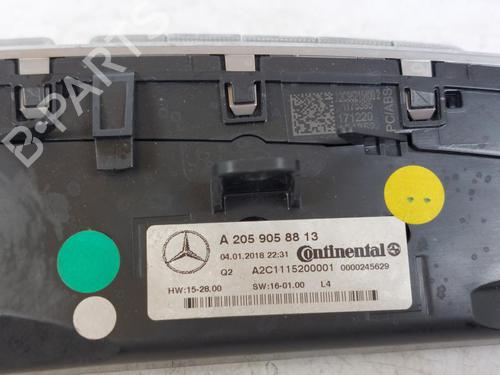 B-PARTS
171220
PC/ABS
A 205 905 88 13
04.01.2018 22:31
Continental
Q2
A2C1115200001
0000245629
HW:15-28.00
SW:16-01.00
L4